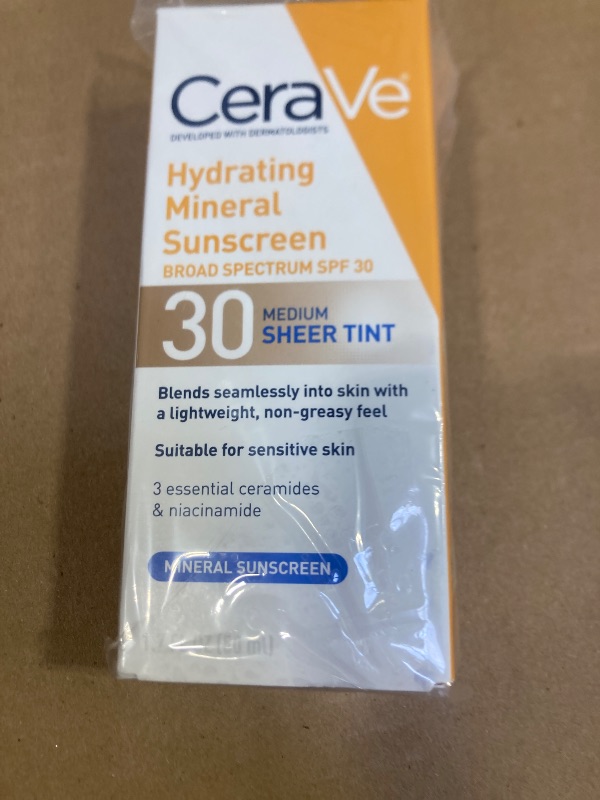 CeraVe®
DEVELOPED WITH DERMATOLOGISTS
Hydrating
Mineral
Sunscreen
BROAD SPECTRUM SPF 30
30 MEDIUM
SHEER TINT
Blends seamlessly into skin with
a lightweight, non-greasy feel
Suitable for sensitive skin
3 essential ceramides
& niacinamide
MINERAL SUNSCREEN